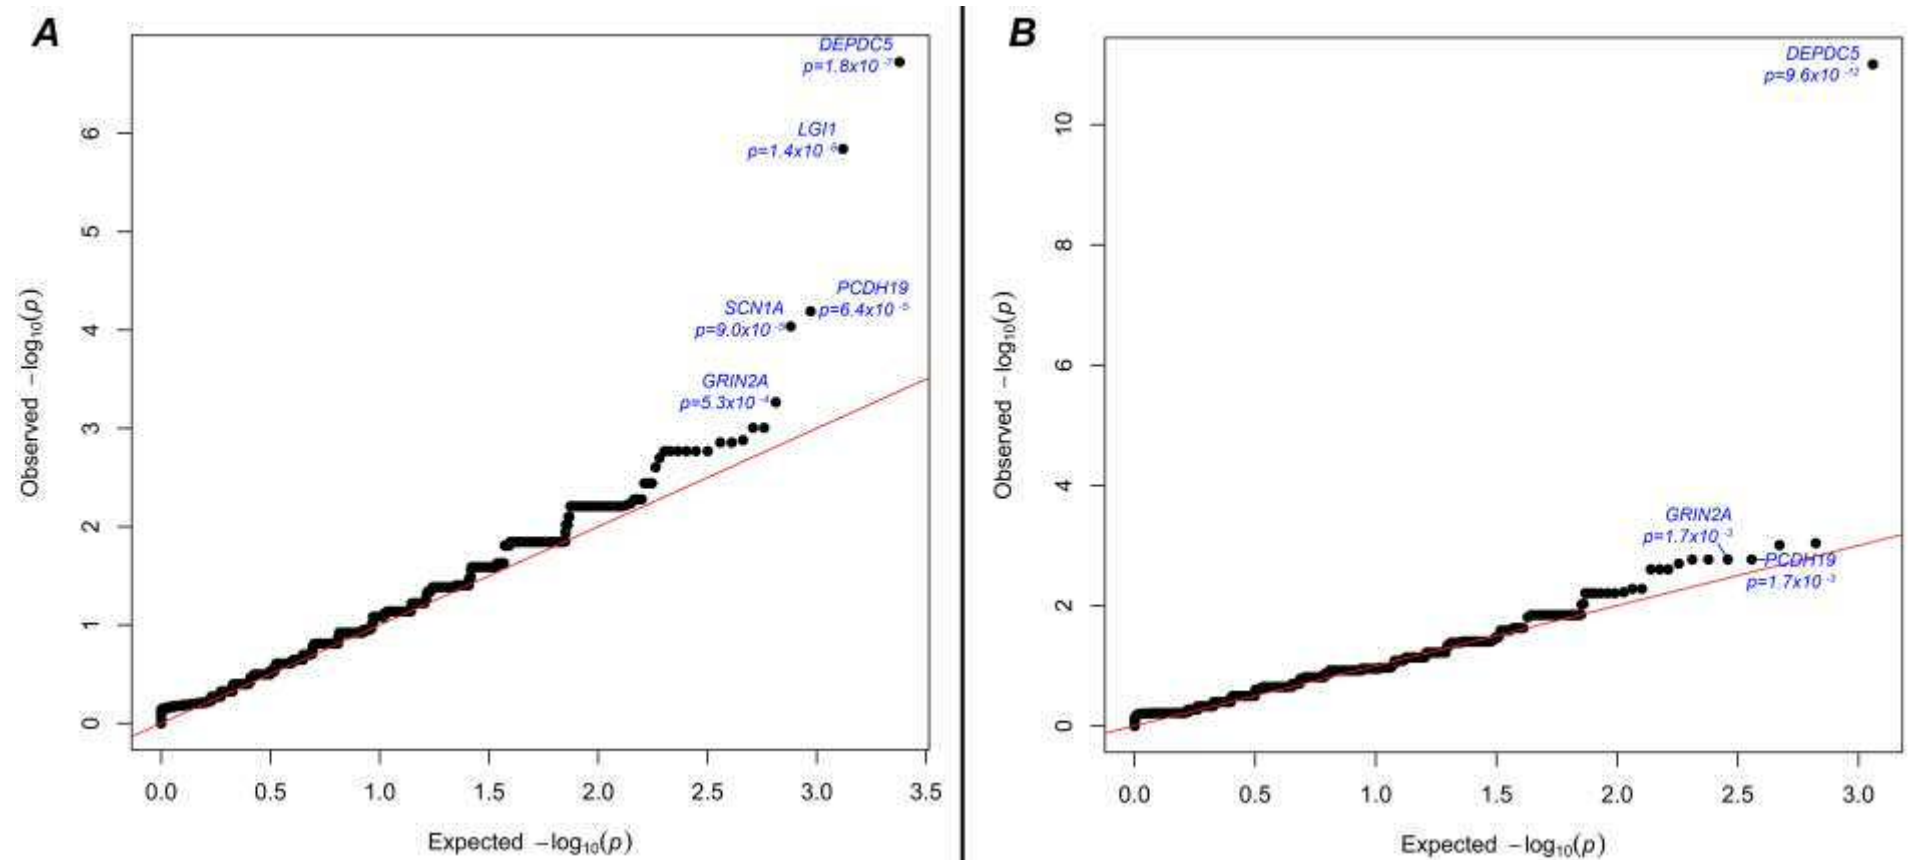 A
DEPDC5
p=1.8x10 -7
LGI1
p=1.4x10 -6
PCDH19
p=6.4x10 -5
SCN1A
p=9.0x10 -5
GRIN2A
p=5.3x10 -4
6
5
4
3
2
1
0
Observed −log10(p)
0.0 0.5 1.0 1.5 2.0 2.5 3.0 3.5
Expected −log10(p)
B
DEPDC5
p=9.6x10 -12
GRIN2A
p=1.7x10 -3
PCDH19
p=1.7x10 -3
10
8
6
4
2
0
Observed −log10(p)
0.0 0.5 1.0 1.5 2.0 2.5 3.0
Expected −log10(p)